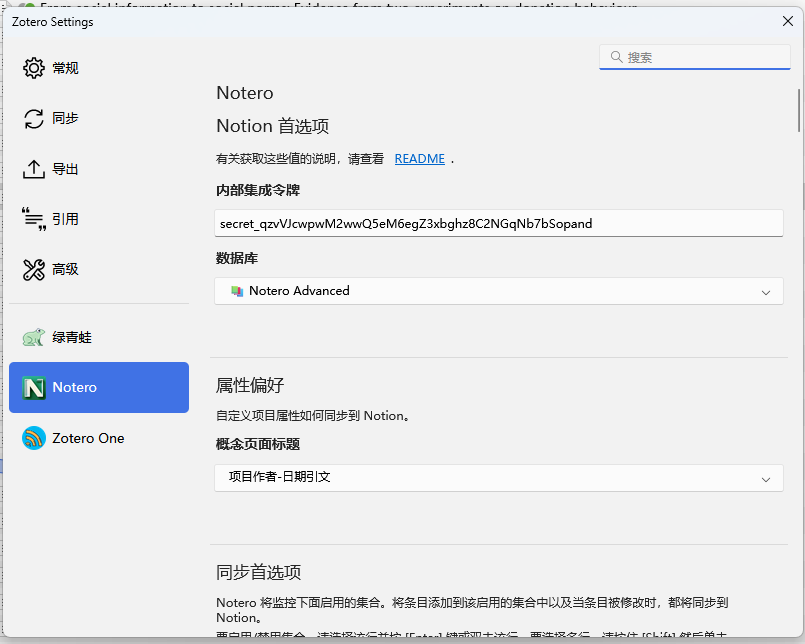 Zotero Settings
常规
搜索
同步
导出
引用
高级
绿青蛙
Notero
Zotero One
Notero
Notion 首选项
有关获取这些值的说明，请查看 README .
内部集成令牌
secret_qzvVJcwpwM2wwQ5eM6egZ3xbghz8C2NGqNb7bSopand
数据库
Notero Advanced
属性偏好
自定义项目属性如何同步到 Notion。
概念页面标题
项目作者-日期引文
同步首选项
Notero 将监控下面启用的集合。将条目添加到该启用的集合中以及当条目被修改时，都将同步到
Notion。